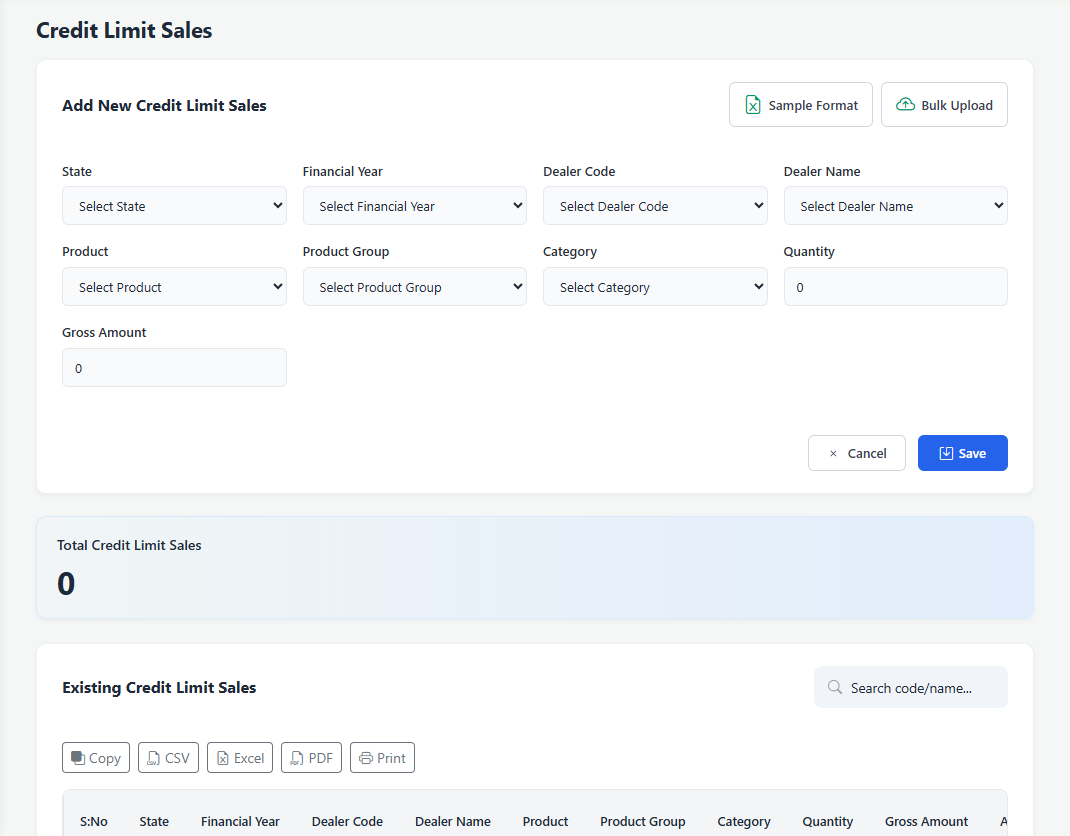 Credit Limit Sales
Add New Credit Limit Sales
Sample Format
Bulk Upload
State Financial Year Dealer Code Dealer Name
Select State Select Financial Year Select Dealer Code Select Dealer Name
Product Product Group Category Quantity
Select Product Select Product Group Select Category 0
Gross Amount
0
Cancel Save
Total Credit Limit Sales
0
Existing Credit Limit Sales
Search code/name...
Copy CSV Excel PDF Print
S:No State Financial Year Dealer Code Dealer Name Product Product Group Category Quantity Gross Amount